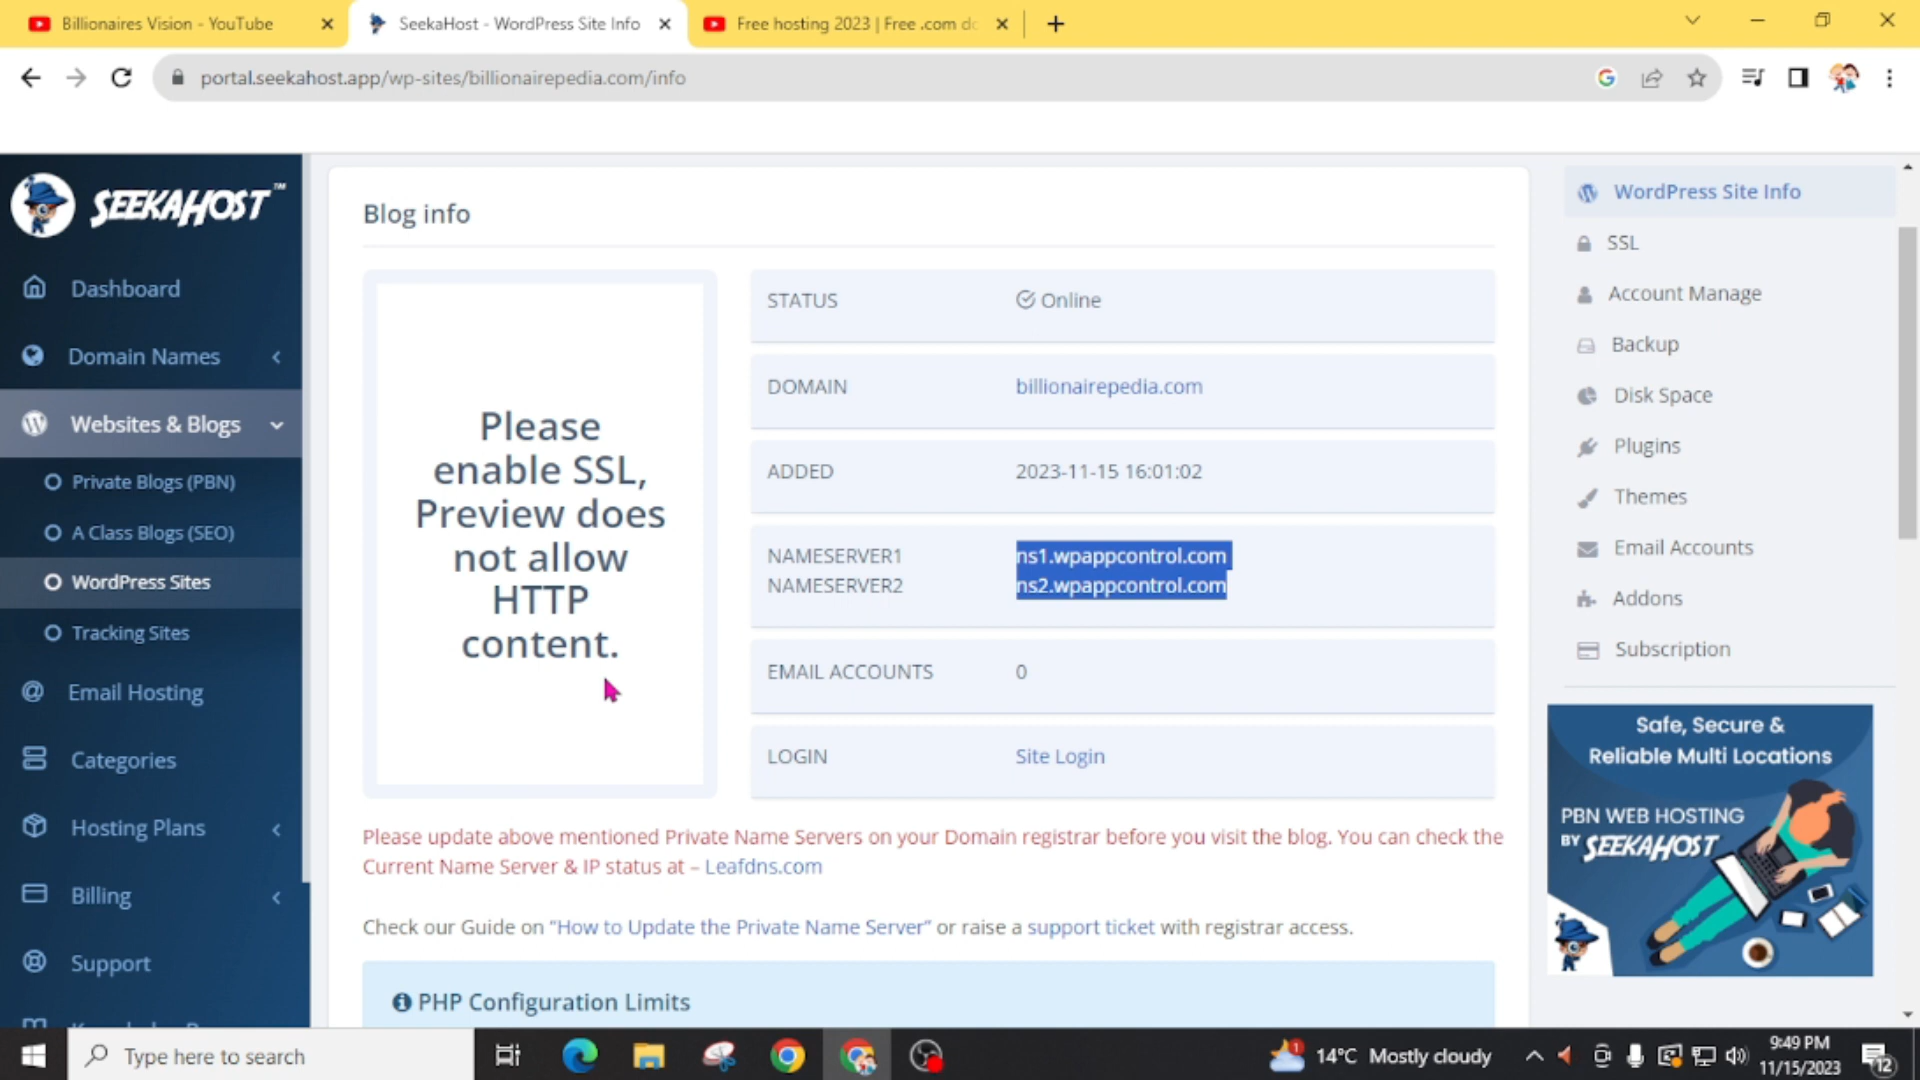 Billionaires Vision - YouTube
SeekaHost - WordPress Site Info
Free hosting 2023 | Free .com do
portal.seekahost.app/wp-sites/billionairepedia.com/info
SEEKAHOST™
Dashboard
Domain Names
Websites & Blogs
Private Blogs (PBN)
A Class Blogs (SEO)
WordPress Sites
Tracking Sites
Email Hosting
Categories
Hosting Plans
Billing
Support
Blog info
Please
enable SSL,
Preview does
not allow
HTTP
content.
STATUS Online
DOMAIN billionairepedia.com
ADDED 2023-11-15 16:01:02
NAMESERVER1 ns1.wpappcontrol.com
NAMESERVER2 ns2.wpappcontrol.com
EMAIL ACCOUNTS 0
LOGIN Site Login
Please update above mentioned Private Name Servers on your Domain registrar before you visit the blog. You can check the
Current Name Server & IP status at – Leafdns.com
Check our Guide on "How to Update the Private Name Server" or raise a support ticket with registrar access.
PHP Configuration Limits
WordPress Site Info
SSL
Account Manage
Backup
Disk Space
Plugins
Themes
Email Accounts
Addons
Subscription
Safe, Secure &
Reliable Multi Locations
PBN WEB HOSTING
BY SEEKAHOST
Type here to search
1
14°C Mostly cloudy
9:49 PM
11/15/2023
12